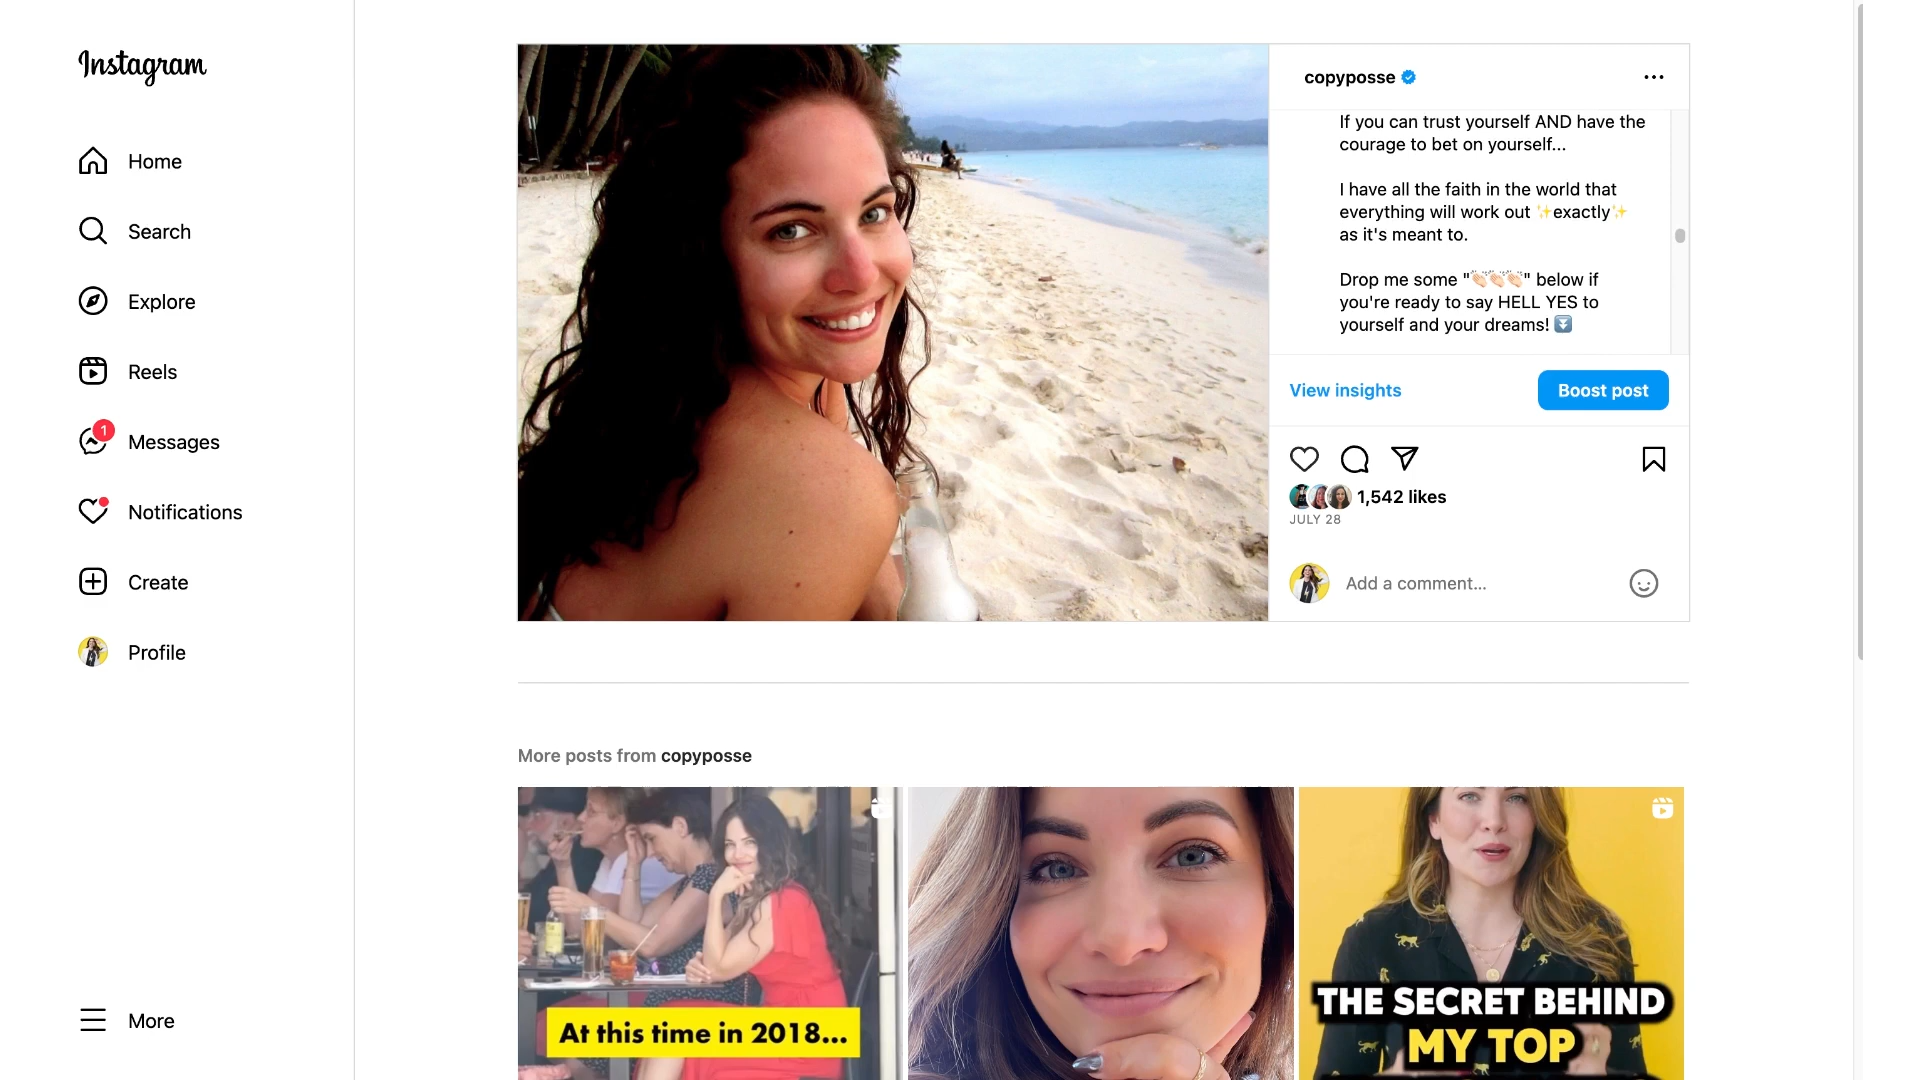 Instagram
Home
Search
Explore
Reels
1
Messages
Notifications
Create
Profile
More
copyposse
If you can trust yourself AND have the
courage to bet on yourself...
I have all the faith in the world that
everything will work out ✨exactly✨
as it's meant to.
Drop me some "👏🏻👏🏻👏🏻" below if
you're ready to say HELL YES to
yourself and your dreams! ⏬
View insights
Boost post
1,542 likes
JULY 28
Add a comment...
More posts from copyposse
At this time in 2018...
THE SECRET BEHIND
MY TOP